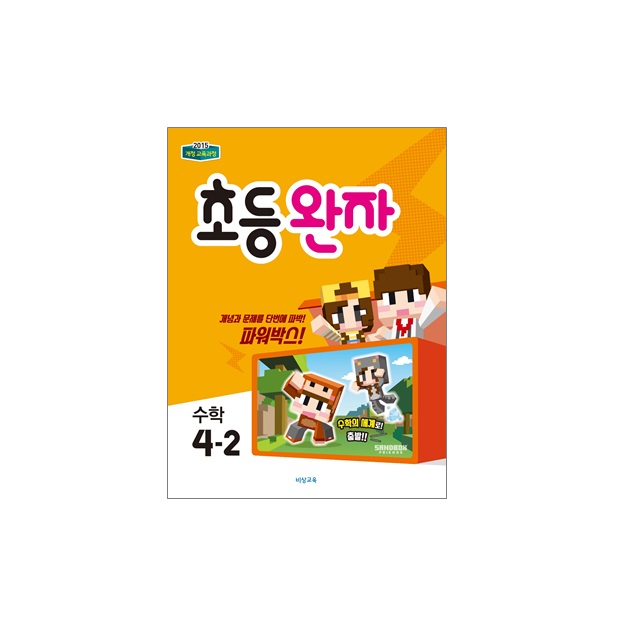 2015
개정 교육과정
초등완자
개념과 문제를 단번에 파박!
파워박스!
수학의 세계로!
출발!!
SANDBOX
FRIENDS
수학
4-2
비상교육